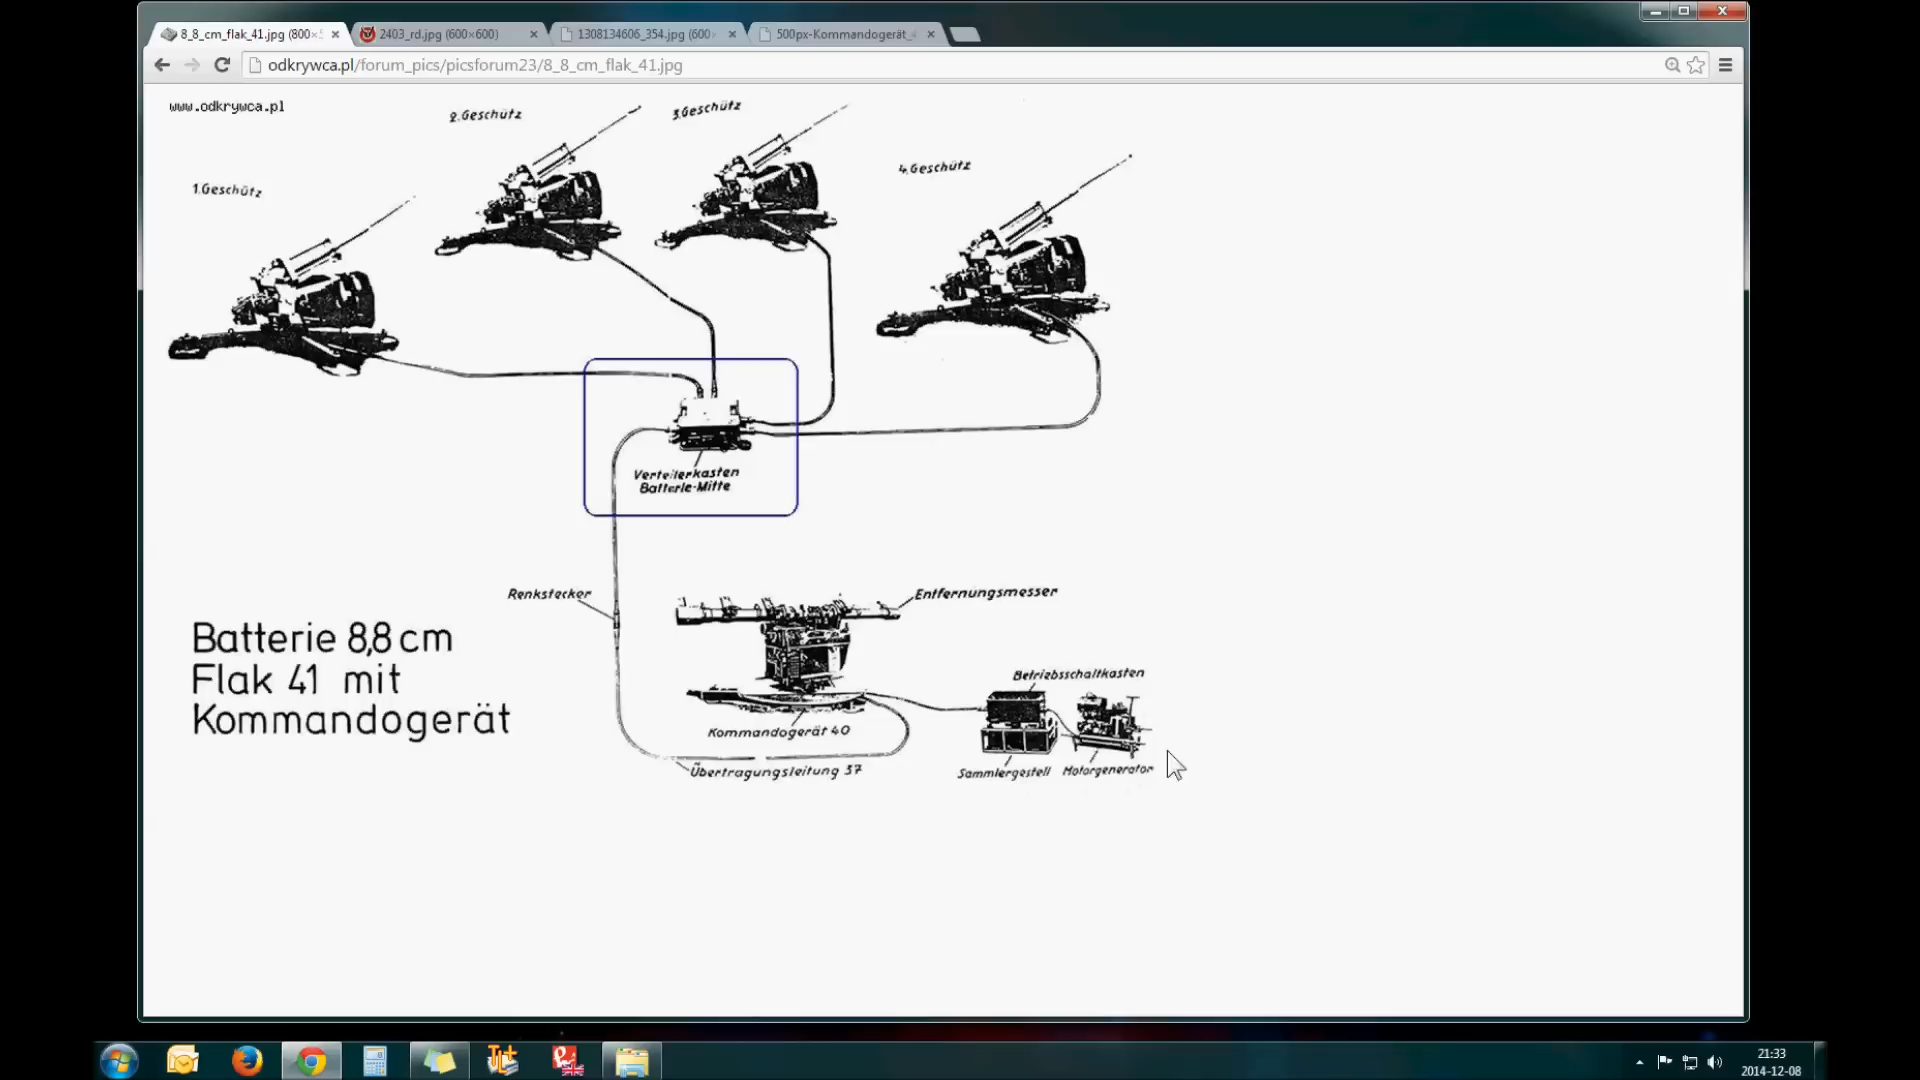 8_8_cm_flak_41.jpg (800×5
2403_rd.jpg (600×600)
1308134606_354.jpg (600×
500px-Kommandogerät_4
odkrywca.pl/forum_pics/picsforum23/8_8_cm_flak_41.jpg
www.odkrywca.pl
2.Geschütz
3.Geschütz
4.Geschütz
1.Geschütz
Verteilerkasten
Batterie-Mitte
Renkstecker
Entfernungsmesser
Batterie 8,8 cm
Flak 41 mit
Kommandogerät
Betriebsschaltkasten
Kommandogerät 40
Übertragungsleitung 37
Sammlergestell
Motorgenerator
21:33
2014-12-08